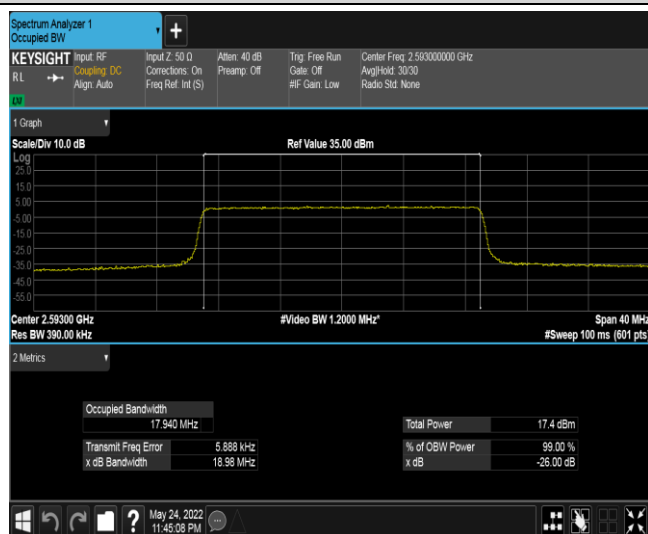 Spectrum Analyzer 1
Occupied BW
+
KEYSIGHT
RL
LXI
Input: RF
Coupling: DC
Align: Auto
Input Z: 50 Ω
Corrections: On
Freq Ref: Int (S)
Atten: 40 dB
Preamp: Off
Trig: Free Run
Gate: Off
#IF Gain: Low
Center Freq: 2.593000000 GHz
Avg|Hold: 30/30
Radio Std: None
1 Graph
Scale/Div 10.0 dB
Ref Value 35.00 dBm
Log
25.0
15.0
5.00
-5.00
-15.0
-25.0
-35.0
-45.0
-55.0
Center 2.59300 GHz
#Video BW 1.2000 MHz*
Span 40 MHz
Res BW 390.00 kHz
#Sweep 100 ms (601 pts)
2 Metrics
Occupied Bandwidth
17.940 MHz
Total Power 17.4 dBm
Transmit Freq Error 5.888 kHz
% of OBW Power 99.00 %
x dB Bandwidth 18.98 MHz
x dB -26.00 dB
?
May 24, 2022
11:45:08 PM